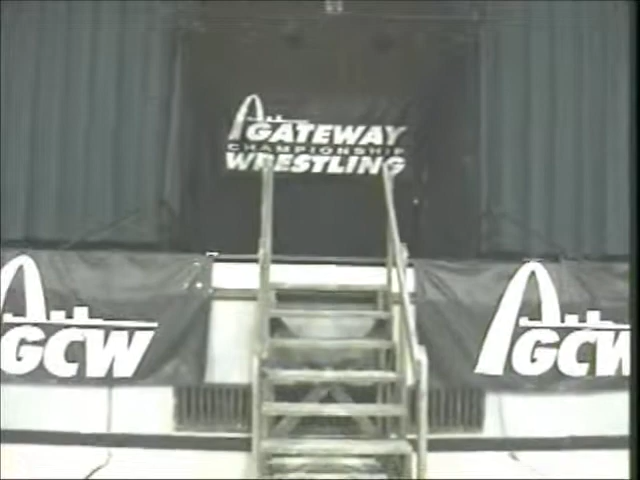 GATEWAY
CHAMPIONSHIP
WRESTLING
GCW
GCW